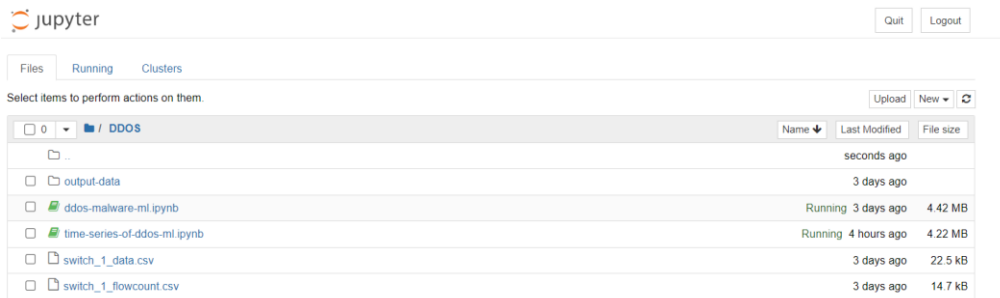 jupyter
Quit Logout
Files Running Clusters
Select items to perform actions on them.
Upload New
0 / DDOS Name Last Modified File size
.. seconds ago
output-data 3 days ago
ddos-malware-ml.ipynb Running 3 days ago 4.42 MB
time-series-of-ddos-ml.ipynb Running 4 hours ago 4.22 MB
switch_1_data.csv 3 days ago 22.5 kB
switch_1_flowcount.csv 3 days ago 14.7 kB